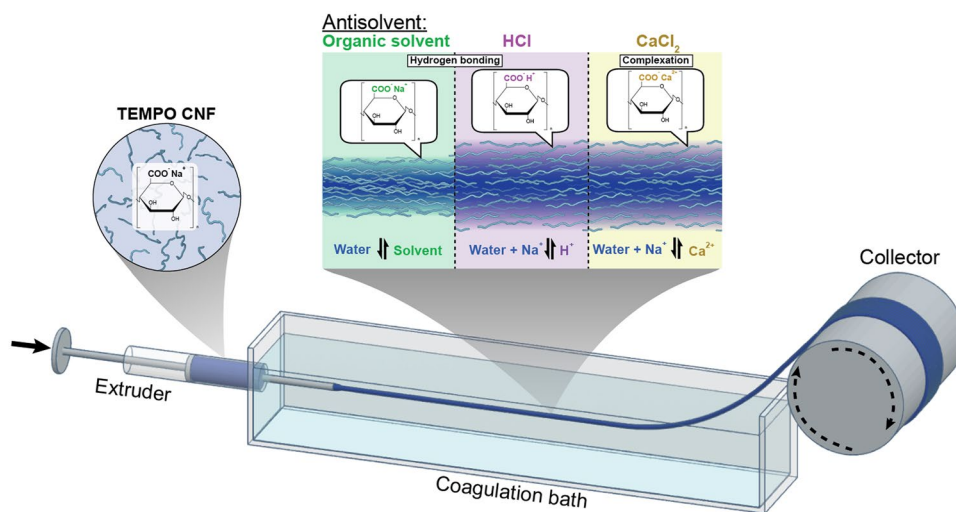 Antisolvent:
Organic solvent
HCl
CaCl₂
Hydrogen bonding
Complexation
COO⁻Na⁺
O
O
OH
OH
COO⁻H⁺
O
O
OH
OH
COO⁻Ca²⁺
O
O
OH
OH
TEMPO CNF
COO⁻Na⁺
O
O
OH
OH
Water ⇌ Solvent
Water + Na⁺ ⇌ H⁺
Water + Na⁺ ⇌ Ca²⁺
Collector
Extruder
Coagulation bath